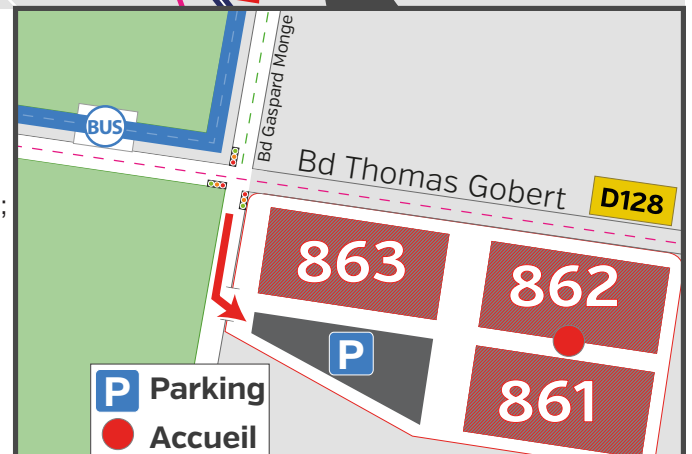 ;
BUS
Bd Gaspard Monge
Bd Thomas Gobert
D128
863
862
P
861
P Parking
Accueil